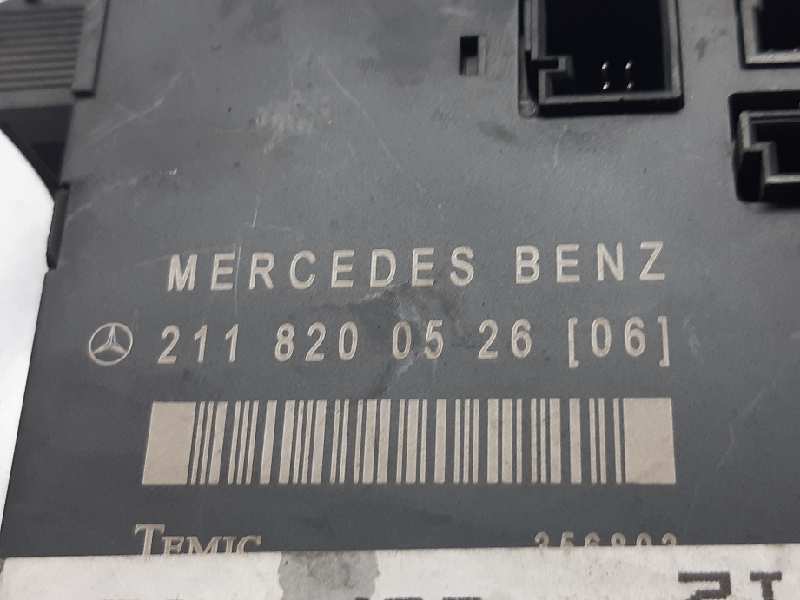 MERCEDES BENZ
211 820 05 26 [06]
TEMIC